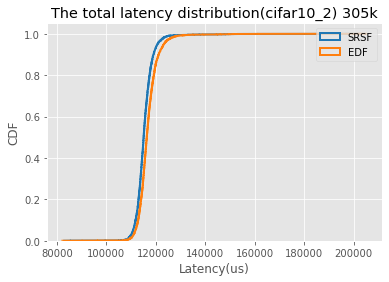 The total latency distribution(cifar10_2) 305k
SRSF
EDF
CDF
1.0
0.8
0.6
0.4
0.2
0.0
80000 100000 120000 140000 160000 180000 200000
Latency(us)